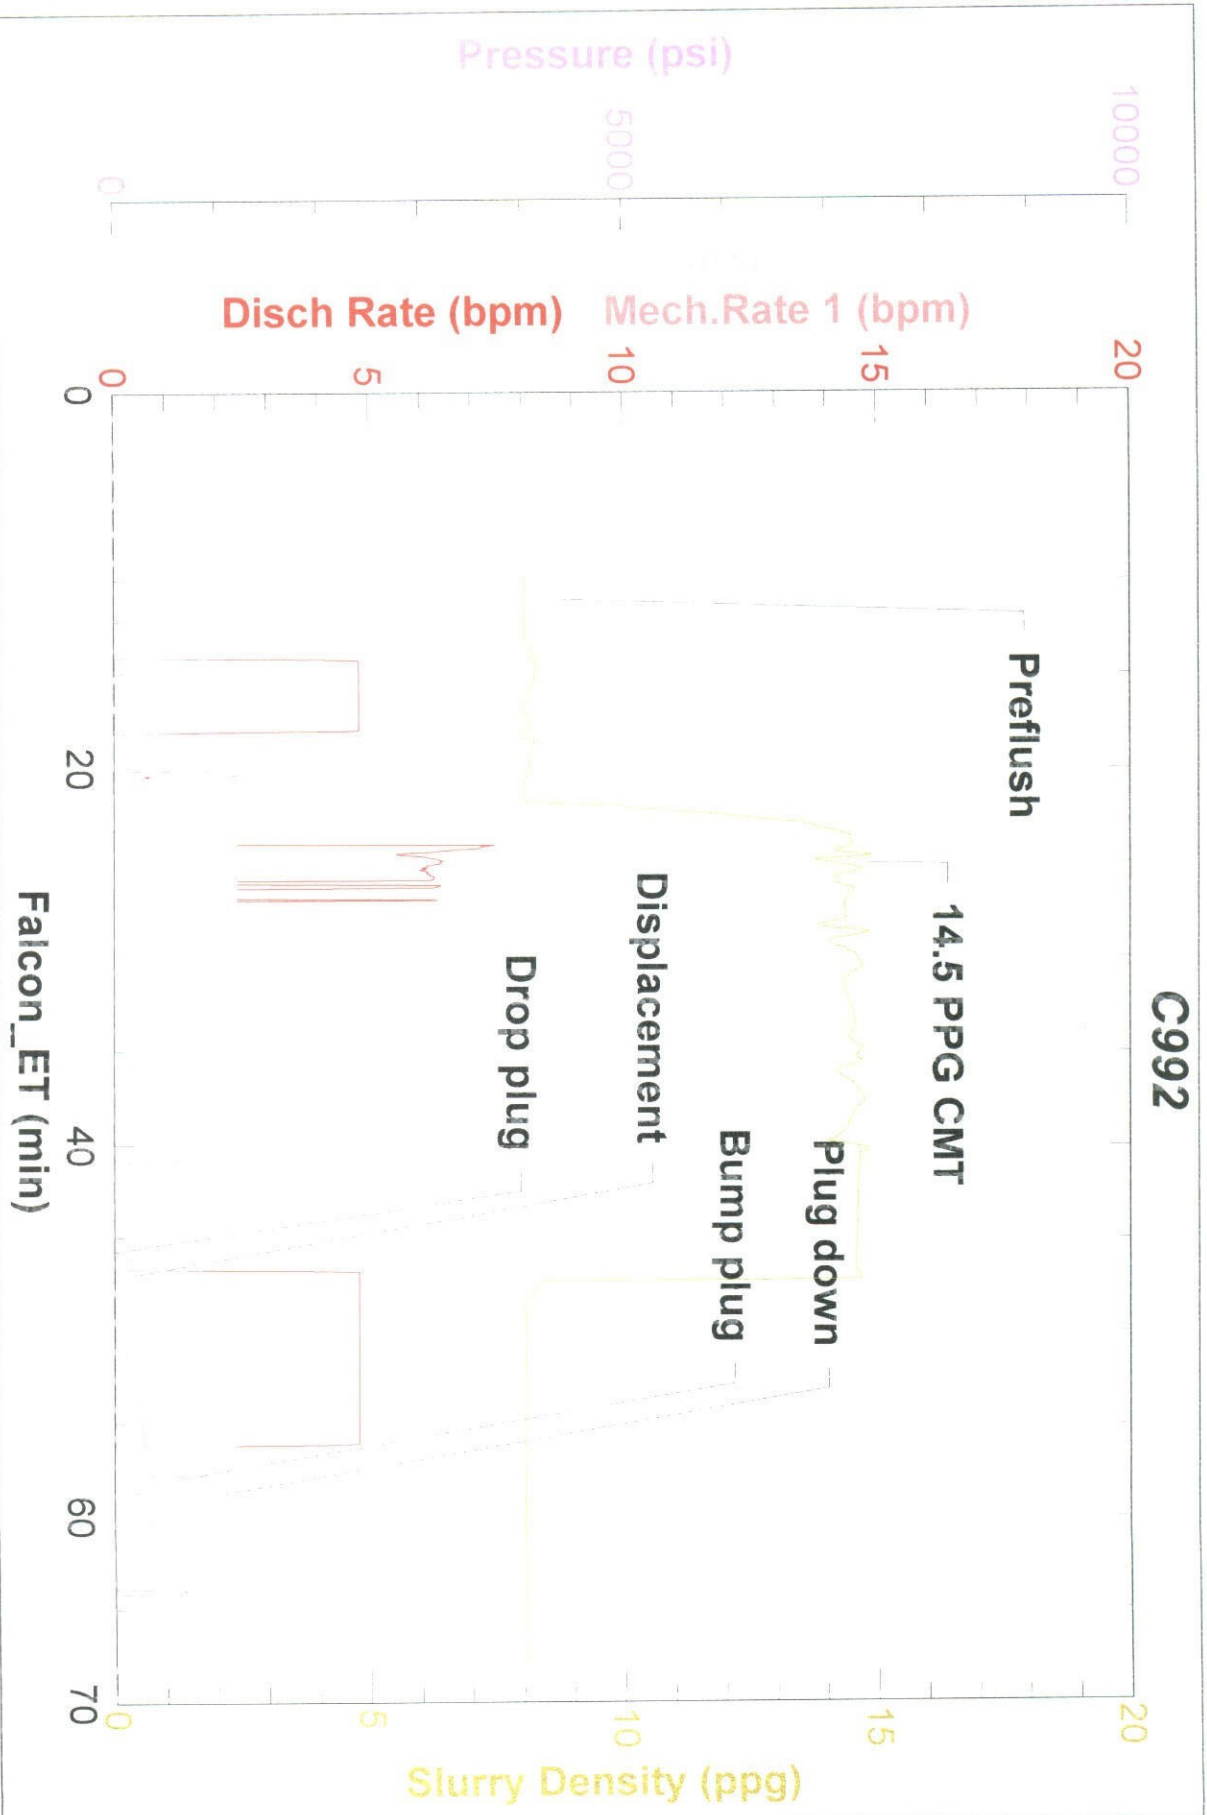 C992
Pressure (psi)
10000
5000
0
Disch Rate (bpm)
Mech.Rate 1 (bpm)
20
15
10
5
0
Preflush
14.5 PPG CMT
Plug down
Bump plug
Displacement
Drop plug
20
15
10
5
0
Slurry Density (ppg)
0
20
40
60
70
Falcon_ET (min)